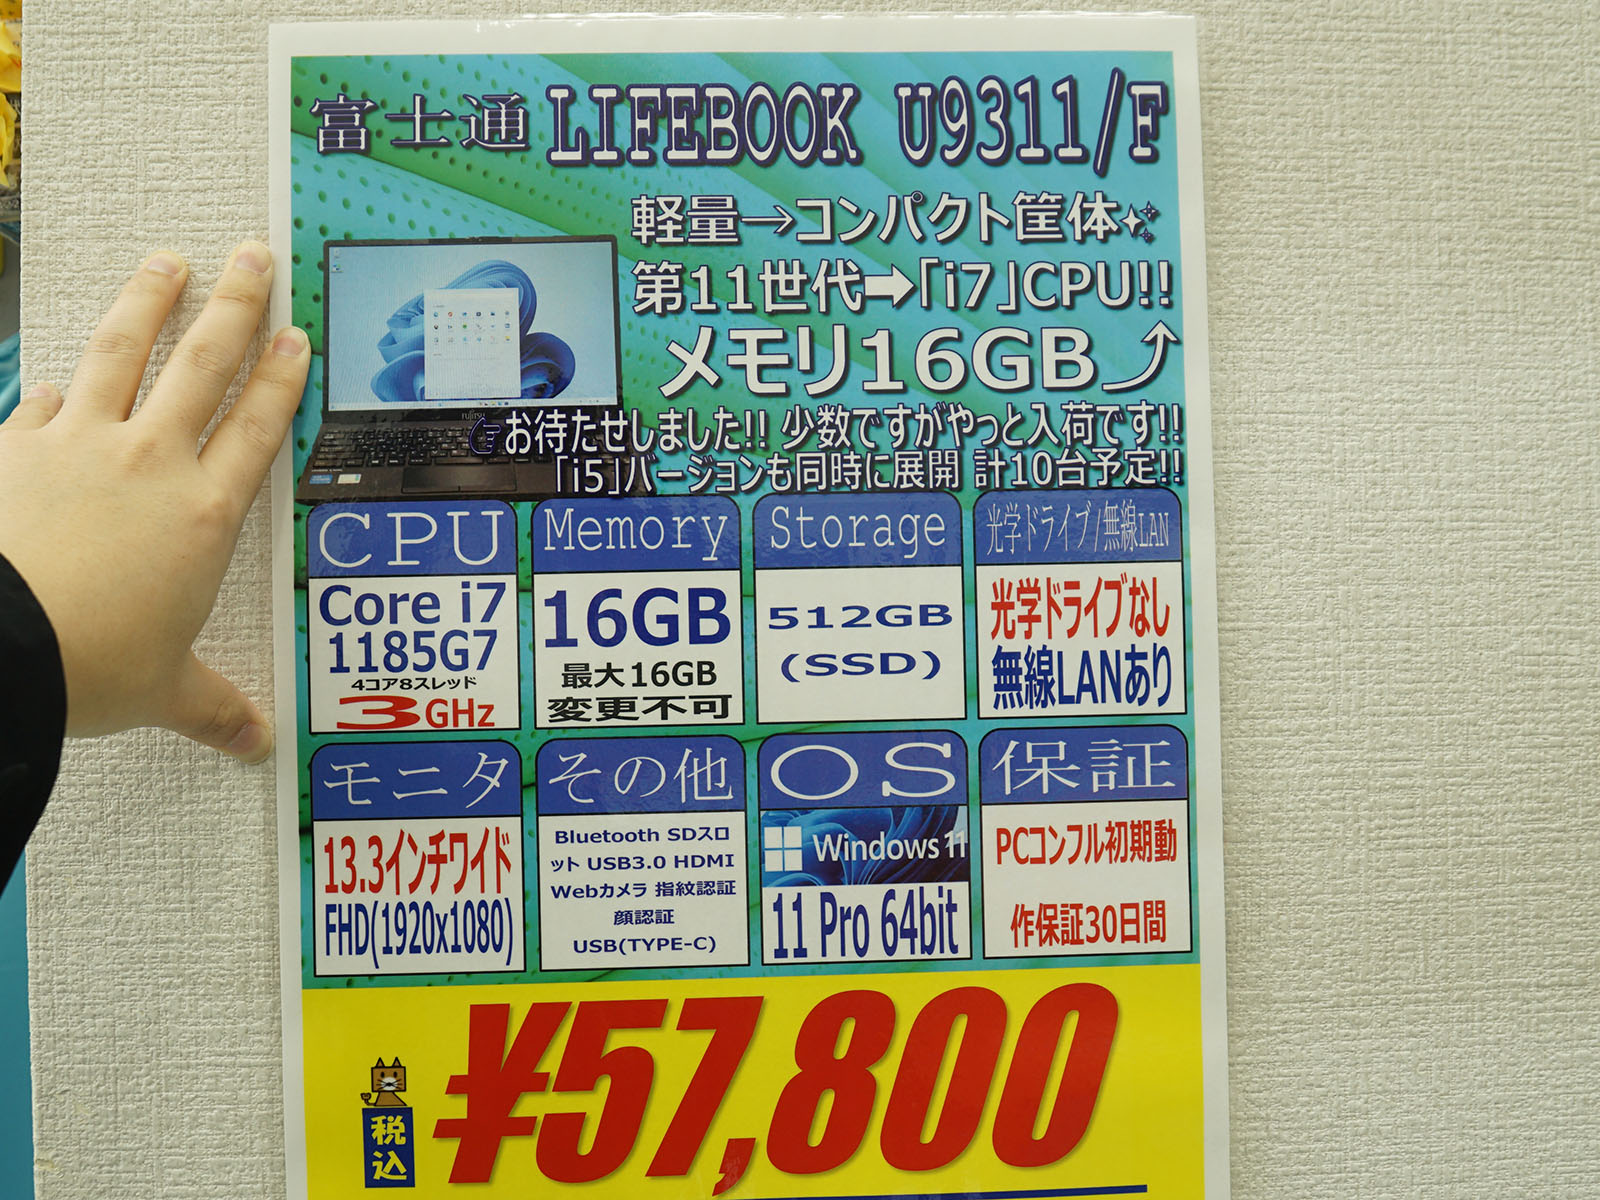 富士通 LIFEBOOK U9311/F
軽量→コンパクト筐体✨
第11世代➡「i7」CPU!!
メモリ16GB⤴
☞お待たせしました!! 少数ですがやっと入荷です!!
「i5」バージョンも同時に展開 計10台予定!!
FUJITSU
CPU
Core i7
1185G7
4コア8スレッド
3GHz
Memory
16GB
最大16GB
変更不可
Storage
512GB
(SSD)
光学ドライブ/無線LAN
光学ドライブなし
無線LANあり
モニタ
13.3インチワイド
FHD(1920x1080)
その他
Bluetooth SDスロ
ット USB3.0 HDMI
Webカメラ 指紋認証
顔認証
USB(TYPE-C)
OS
Windows 11
11 Pro 64bit
保証
PCコンフル初期動
作保証30日間
税込
¥57,800